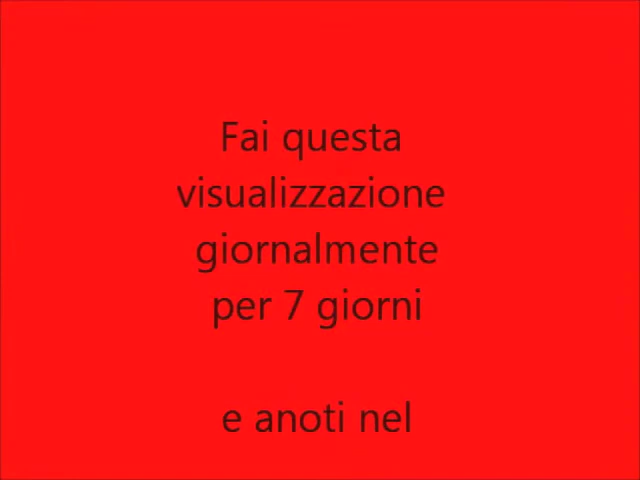 Fai questa
visualizzazione
giornalmente
per 7 giorni
e anoti nel